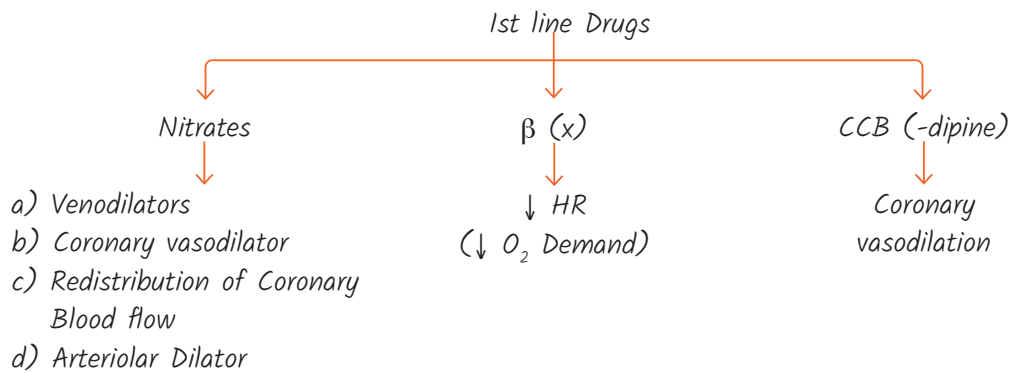 1st line Drugs
Nitrates
β (x)
CCB (-dipine)
a) Venodilators
b) Coronary vasodilator
c) Redistribution of Coronary
Blood flow
d) Arteriolar Dilator
↓ HR
(↓ O₂ Demand)
Coronary
vasodilation